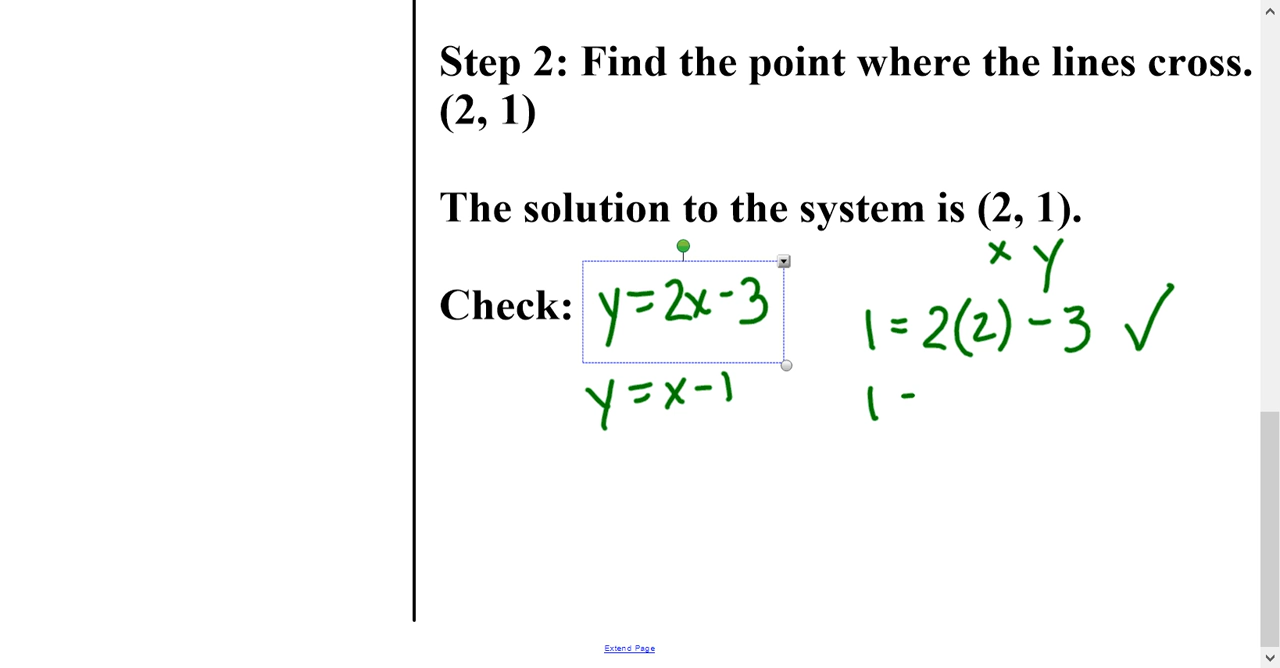 Step 2: Find the point where the lines cross.
(2, 1)
The solution to the system is (2, 1).
x y
Check: y=2x-3 1=2(2)-3 ✓
y=x-1 1 -
Extend Page